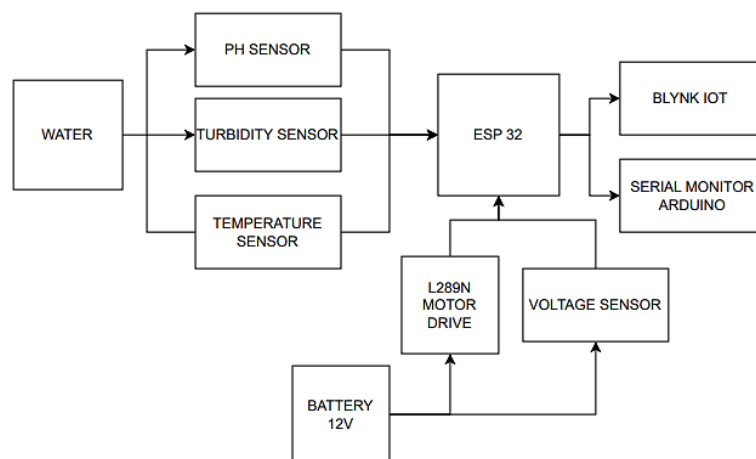 PH SENSOR
WATER
TURBIDITY SENSOR
TEMPERATURE
SENSOR
ESP 32
BLYNK IOT
SERIAL MONITOR
ARDUINO
L289N
MOTOR
DRIVE
VOLTAGE SENSOR
BATTERY
12V